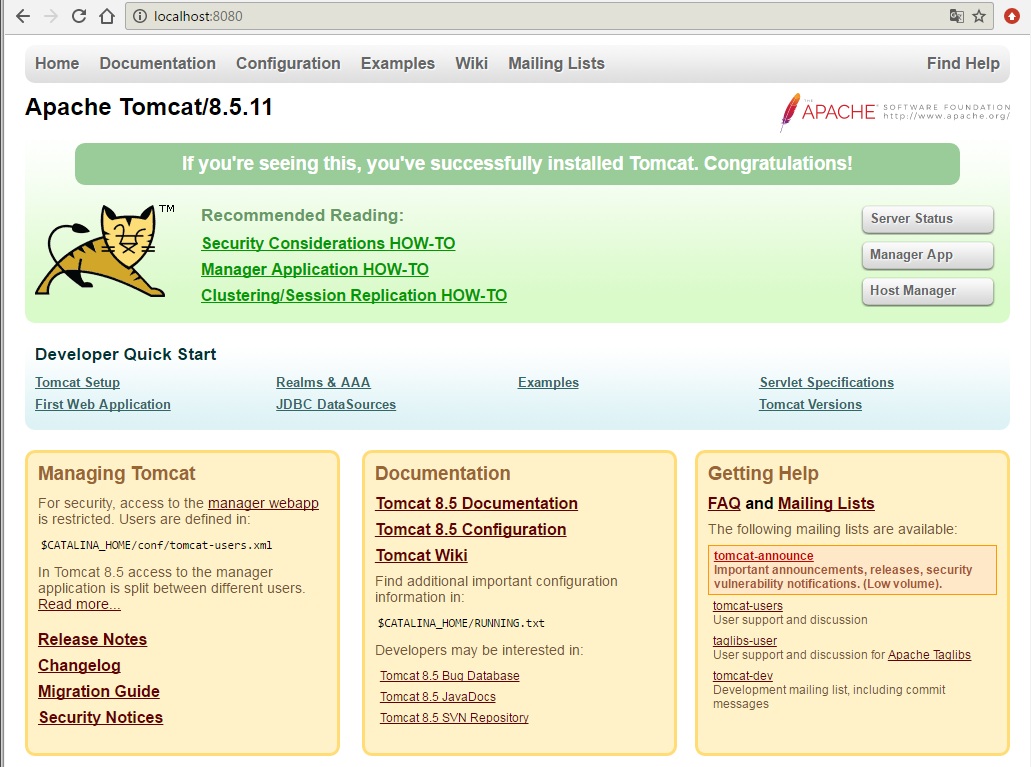 localhost:8080
Home Documentation Configuration Examples Wiki Mailing Lists Find Help
Apache Tomcat/8.5.11
THE APACHE SOFTWARE FOUNDATION
http://www.apache.org/
If you're seeing this, you've successfully installed Tomcat. Congratulations!
TM
Recommended Reading:
Security Considerations HOW-TO
Manager Application HOW-TO
Clustering/Session Replication HOW-TO
Server Status
Manager App
Host Manager
Developer Quick Start
Tomcat Setup
First Web Application
Realms & AAA
JDBC DataSources
Examples
Servlet Specifications
Tomcat Versions
Managing Tomcat
For security, access to the manager webapp
is restricted. Users are defined in:
$CATALINA_HOME/conf/tomcat-users.xml
In Tomcat 8.5 access to the manager
application is split between different users.
Read more...
Release Notes
Changelog
Migration Guide
Security Notices
Documentation
Tomcat 8.5 Documentation
Tomcat 8.5 Configuration
Tomcat Wiki
Find additional important configuration
information in:
$CATALINA_HOME/RUNNING.txt
Developers may be interested in:
Tomcat 8.5 Bug Database
Tomcat 8.5 JavaDocs
Tomcat 8.5 SVN Repository
Getting Help
FAQ and Mailing Lists
The following mailing lists are available:
tomcat-announce
Important announcements, releases, security
vulnerability notifications. (Low volume).
tomcat-users
User support and discussion
taglibs-user
User support and discussion for Apache Taglibs
tomcat-dev
Development mailing list, including commit
messages